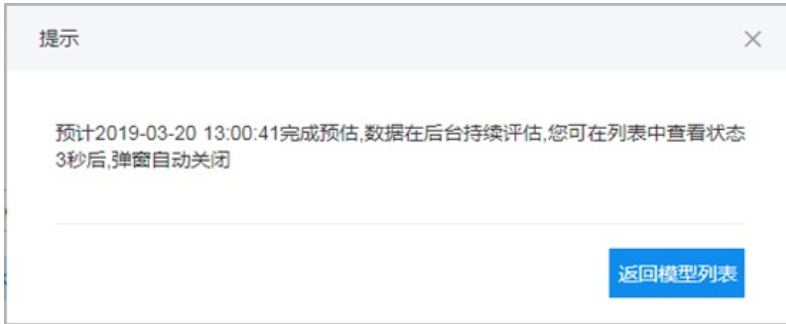 提示
预计2019-03-20 13:00:41完成预估,数据在后台持续评估,您可在列表中查看状态
3秒后,弹窗自动关闭
返回模型列表